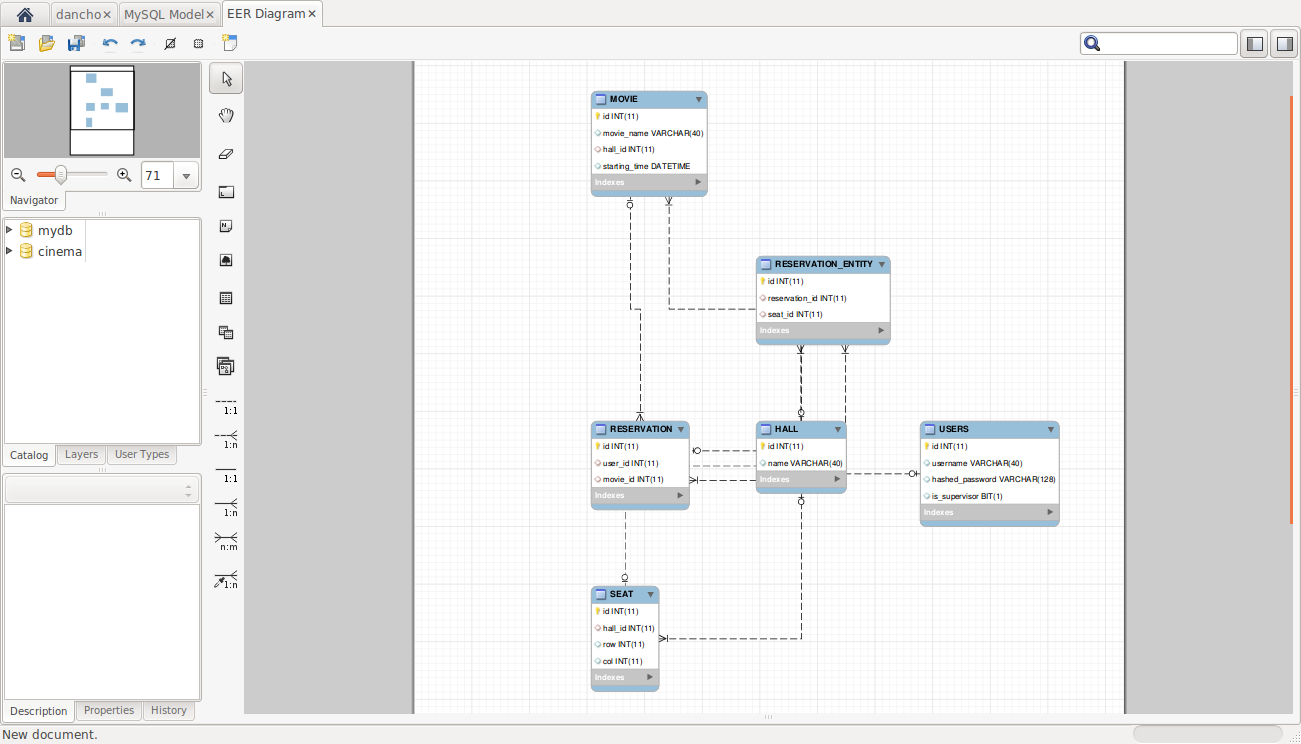 dancho
MySQL Model
EER Diagram
71
Navigator
mydb
cinema
Catalog
Layers
User Types
Description
Properties
History
1:1
1:n
1:1
1:n
n:m
1:n
MOVIE
id INT(11)
movie_name VARCHAR(40)
hall_id INT(11)
starting_time DATETIME
Indexes
RESERVATION_ENTITY
id INT(11)
reservation_id INT(11)
seat_id INT(11)
Indexes
RESERVATION
id INT(11)
user_id INT(11)
movie_id INT(11)
Indexes
HALL
id INT(11)
name VARCHAR(40)
Indexes
USERS
id INT(11)
username VARCHAR(40)
hashed_password VARCHAR(128)
is_supervisor BIT(1)
Indexes
SEAT
id INT(11)
hall_id INT(11)
row INT(11)
col INT(11)
Indexes
New document.